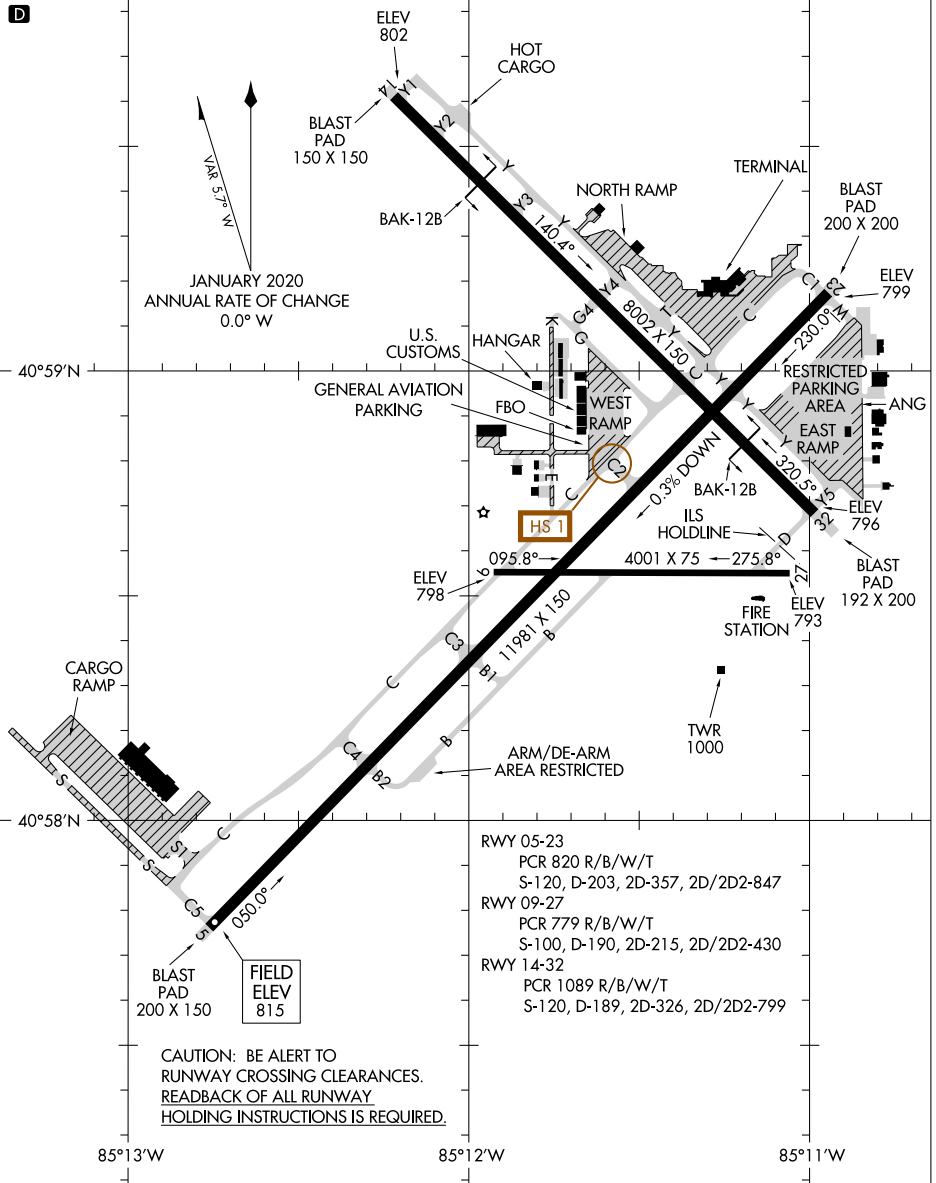 D
ELEV
802
HOT
CARGO
14
Y1
BLAST
PAD
150 X 150
Y2
VAR 5.7° W
Y
TERMINAL
NORTH RAMP
BLAST
PAD
200 X 200
BAK-12B
Y3
Y
140.4°
JANUARY 2020
ANNUAL RATE OF CHANGE
0.0° W
C1
23
ELEV
799
Y4
8002 X 150
Y
Y
C
W
230.0°
K
G4
G
U.S.
CUSTOMS
HANGAR
40°59'N
GENERAL AVIATION
PARKING
FBO
WEST
RAMP
C
Y
Y
Y
RESTRICTED
PARKING
AREA
ANG
EAST
RAMP
0.3% DOWN
BAK-12B
320.5°
Y5
32
ELEV
796
E
C2
C
HS 1
ILS
HOLDLINE
D
095.8°
4001 X 75
275.8°
9
27
ELEV
798
BLAST
PAD
192 X 200
ELEV
793
FIRE
STATION
11981 X 150
B
C3
B1
C
TWR
1000
CARGO
RAMP
C4
B2
B
ARM/DE-ARM
AREA RESTRICTED
S
40°58'N
C
S1
S
C5
5
050.0°
BLAST
PAD
200 X 150
FIELD
ELEV
815
RWY 05-23
PCR 820 R/B/W/T
S-120, D-203, 2D-357, 2D/2D2-847
RWY 09-27
PCR 779 R/B/W/T
S-100, D-190, 2D-215, 2D/2D2-430
RWY 14-32
PCR 1089 R/B/W/T
S-120, D-189, 2D-326, 2D/2D2-799
CAUTION: BE ALERT TO
RUNWAY CROSSING CLEARANCES.
READBACK OF ALL RUNWAY
HOLDING INSTRUCTIONS IS REQUIRED.
85°13'W
85°12'W
85°11'W